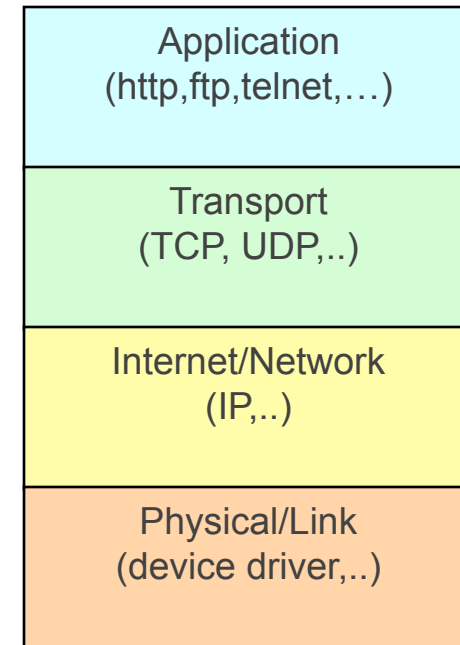 Application
(http,ftp,telnet,…)
Transport
(TCP, UDP,..)
Internet/Network
(IP,..)
Physical/Link
(device driver,..)